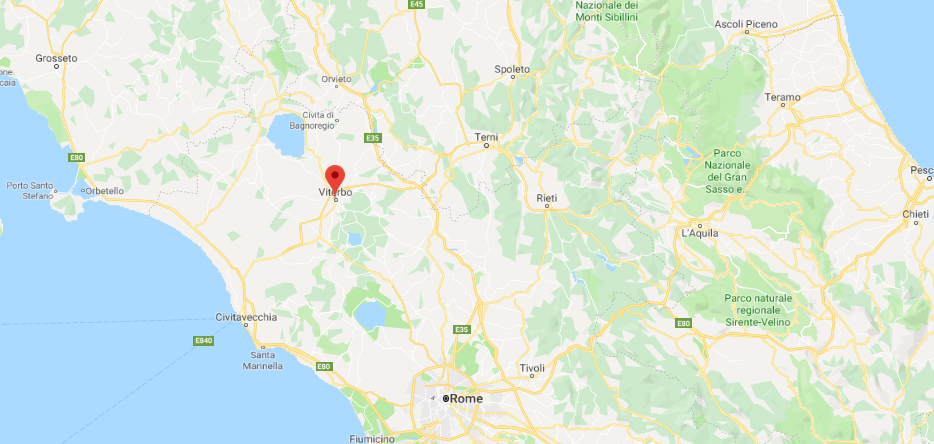 E45
Nazionale dei
Monti Sibillini
Ascoli Piceno
Grosseto
Spoleto
Orvieto
Teramo
Civita di
Bagnoregio
E35
Terni
E80
Parco
Nazionale
del Gran
Sasso e...
Porto Santo
Stefano
Orbetello
Viterbo
Rieti
Chieti
L'Aquila
Civitavecchia
Parco naturale
regionale
Sirente-Velino
E35
E80
E840
Santa
Marinella
E80
Tivoli
Rome
Fiumicino